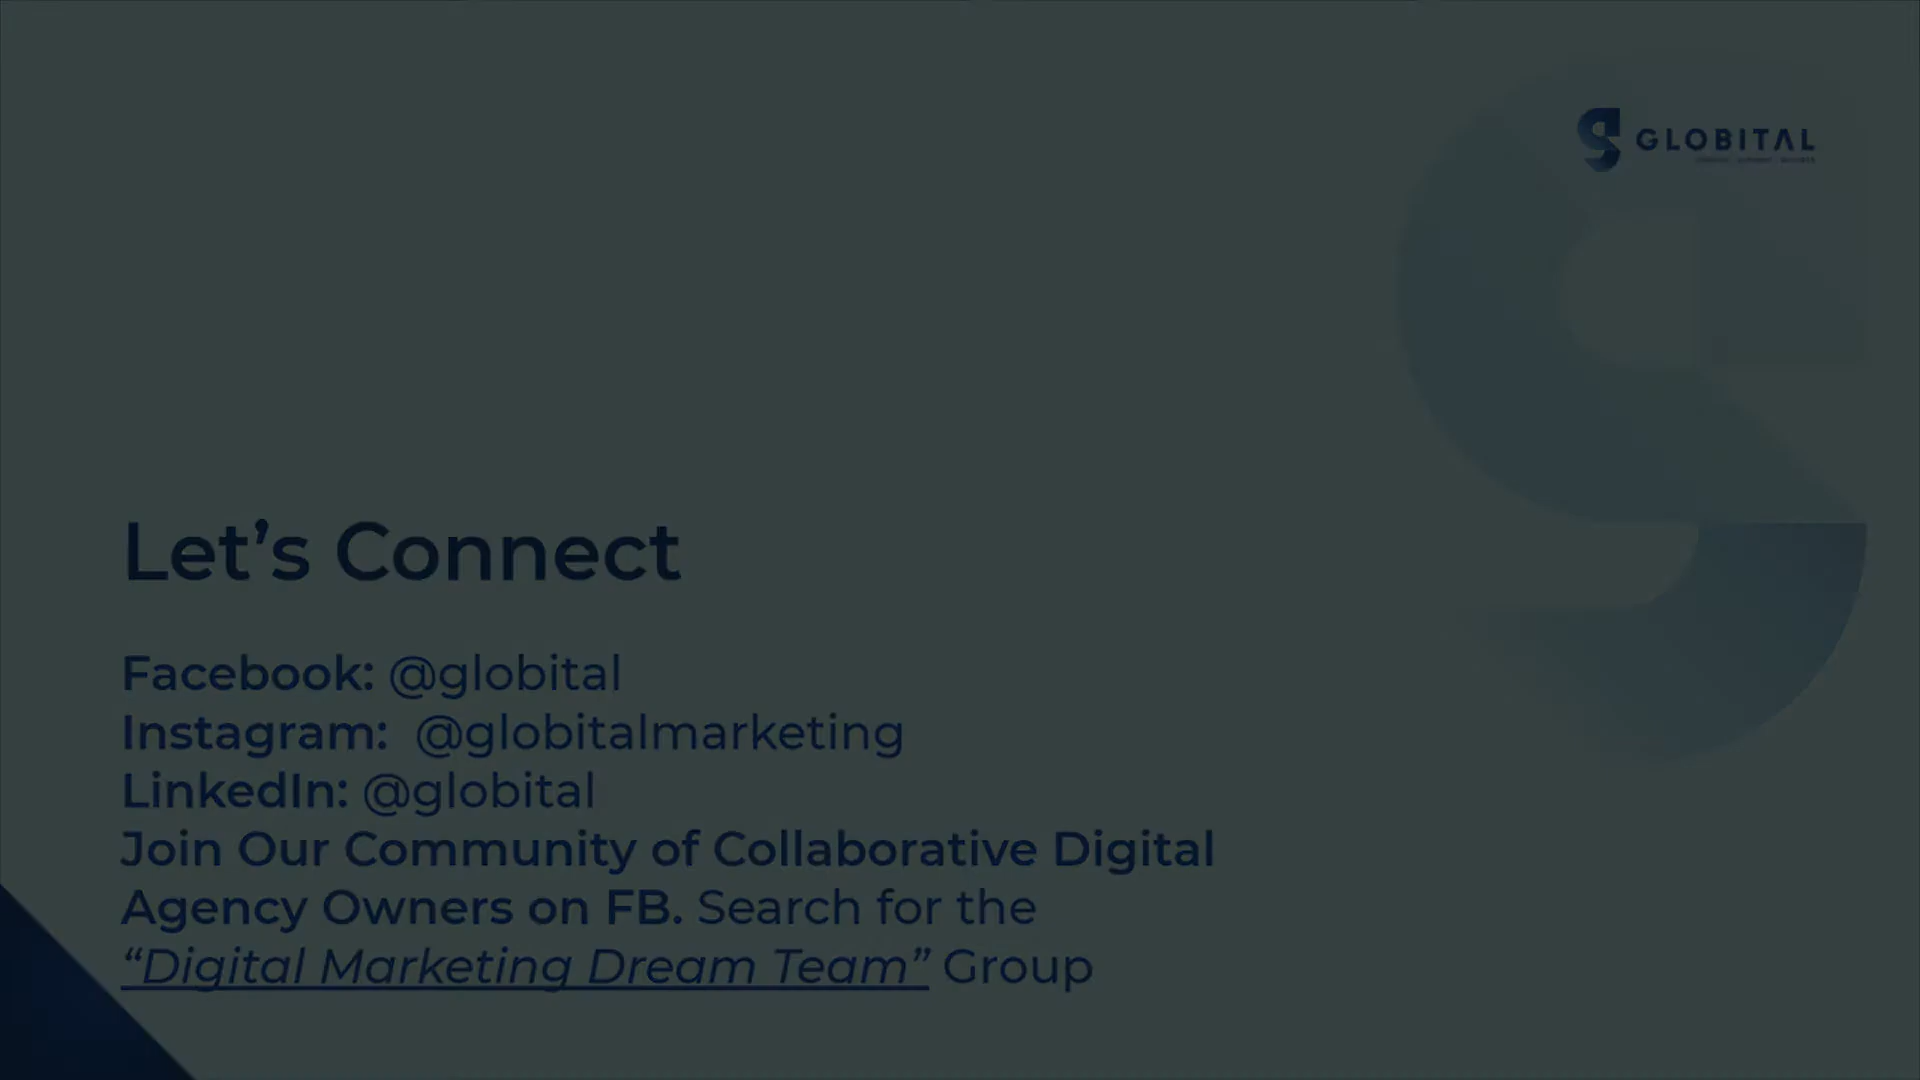 GLOBITAL
Let’s Connect
Facebook: @globital
Instagram: @globitalmarketing
LinkedIn: @globital
Join Our Community of Collaborative Digital
Agency Owners on FB. Search for the
“Digital Marketing Dream Team” Group